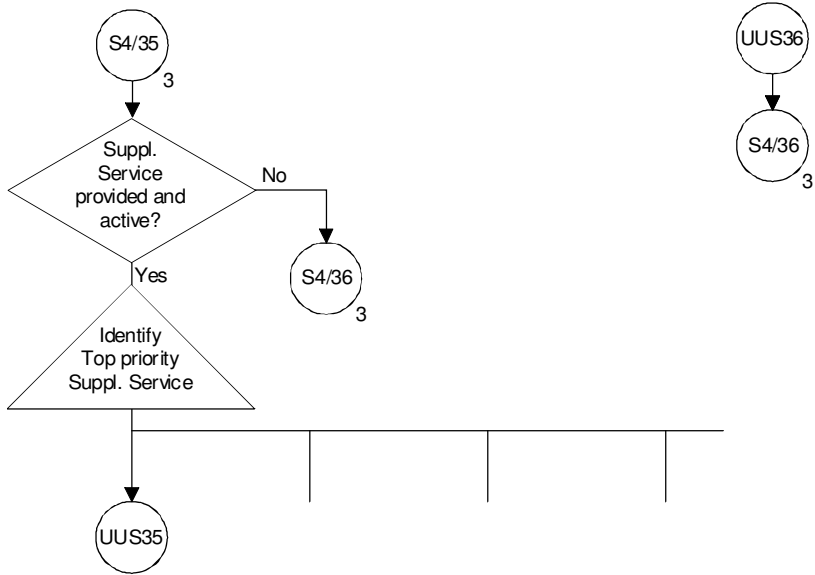 S4/35
3
Suppl.
Service
provided and
active?
No
S4/36
3
Yes
Identify
Top priority
Suppl. Service
UUS35
UUS36
S4/36
3